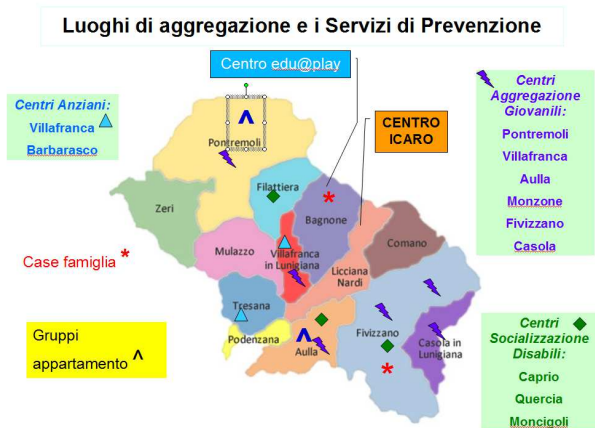 Luoghi di aggregazione e i Servizi di Prevenzione
Centro edu@play
Centri Anziani:
Villafranca
Barbarasco
CENTRO
ICARO
Centri
Aggregazione
Giovanili:
Pontremoli
Villafranca
Aulla
Monzone
Fivizzano
Casola
Case famiglia *
Gruppi
appartamento ^
Centri
Socializzazione
Disabili:
Caprio
Quercia
Moncigoli
^
Pontremoli
Filattiera
*
Zeri
Bagnone
Mulazzo
Villafranca
in Lunigiana
Comano
Licciana
Nardi
Tresana
Podenzana
^
Aulla
Fivizzano
Casola in
Lunigiana
*